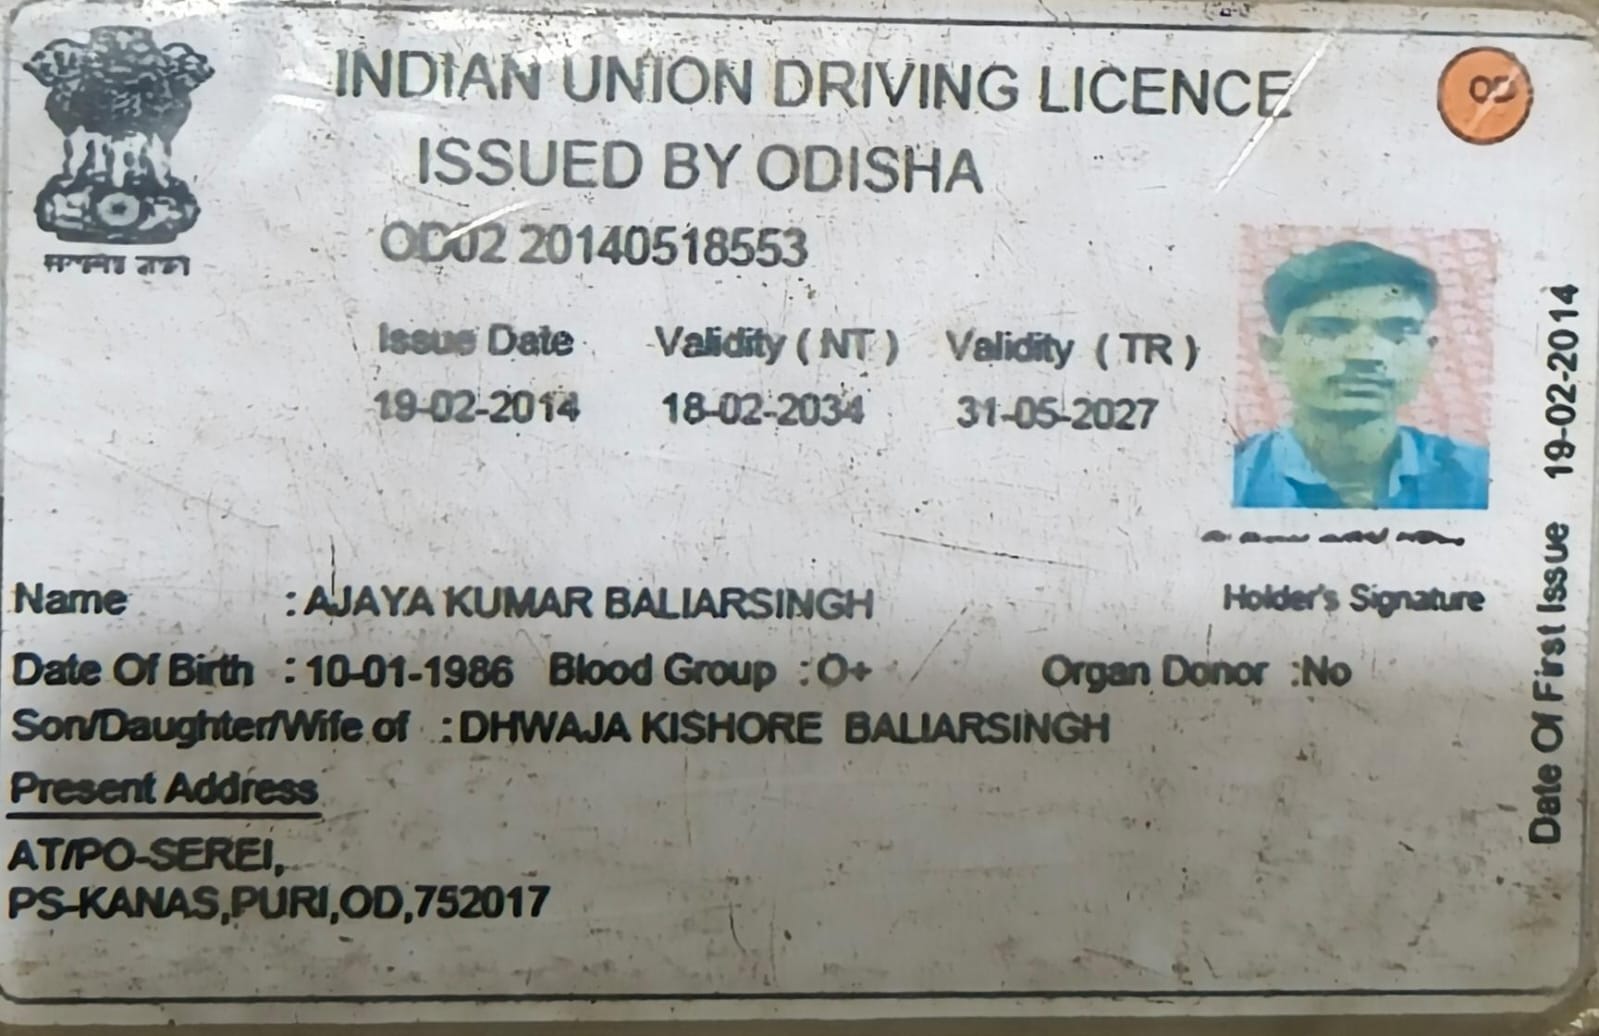 INDIAN UNION DRIVING LICENCE
OD
ISSUED BY ODISHA
OD02 20140518553
Issue Date Validity ( NT ) Validity ( TR )
19-02-2014 18-02-2034 31-05-2027
Name : AJAYA KUMAR BALIARSINGH
Holder's Signature
Date Of Birth : 10-01-1986 Blood Group : O+ Organ Donor :No
Son/Daughter/Wife of : DHWAJA KISHORE BALIARSINGH
Present Address
AT/PO-SEREI,
PS-KANAS,PURI,OD,752017
Date Of First Issue 19-02-2014